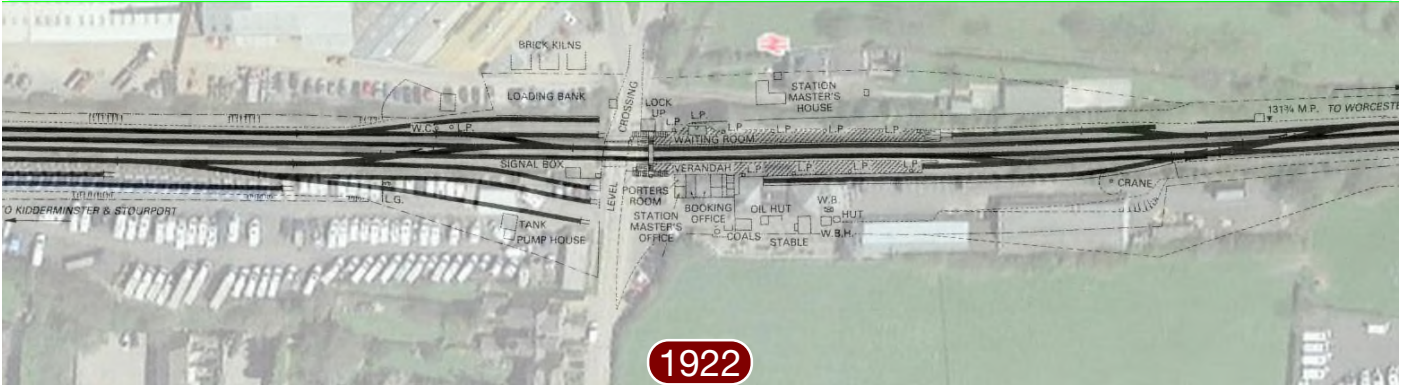 BRICK KILNS
LOADING BANK
CROSSING
LOCK
UP
L.P.
L.P.
STATION
MASTER'S
HOUSE
131¾ M.P. TO WORCESTE
W.C.
L.P.
L.P.
L.P.
L.P.
L.P.
WAITING ROOM
SIGNAL BOX
VERANDAH
L.P.
L.P.
L.P.
L.P.
LEVEL
PORTERS
ROOM
CRANE
L.G.
TO KIDDERMINSTER & STOURPORT
STATION
MASTER'S
OFFICE
BOOKING
OFFICE
OIL HUT
W.B.
HUT
W.B.H.
TANK
PUMP HOUSE
COALS
STABLE
1922